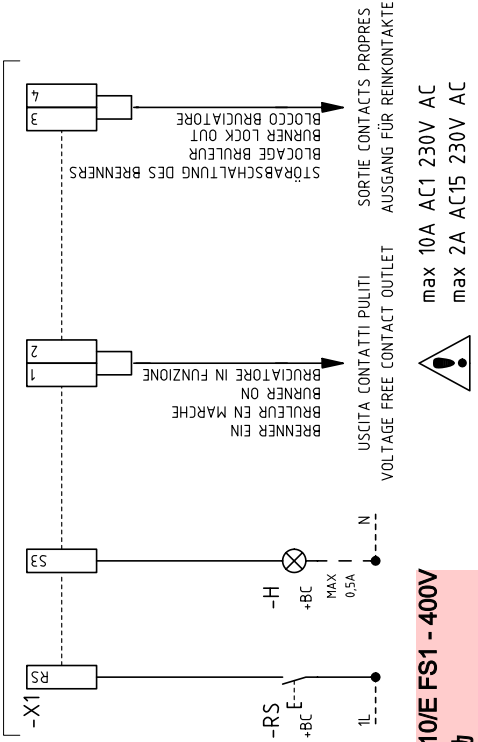 -X1
RS
S3
1
2
3
4
BRENNER EIN
BRULEUR EN MARCHE
BURNER ON
BRUCIATORE IN FUNZIONE
STÖRABSCHALTUNG DES BRENNERS
BLOCAGE BRULEUR
BURNER LOCK OUT
BLOCCO BRUCIATORE
-RS
+BC
1L
-H
+BC
MAX
0,5A
N
USCITA CONTATTI PULITI
VOLTAGE FREE CONTACT OUTLET
SORTIE CONTACTS PROPRES
AUSGANG FÜR REINKONTAKTE
max 10A AC1 230V AC
max 2A AC15 230V AC
10/E FS1 - 400V